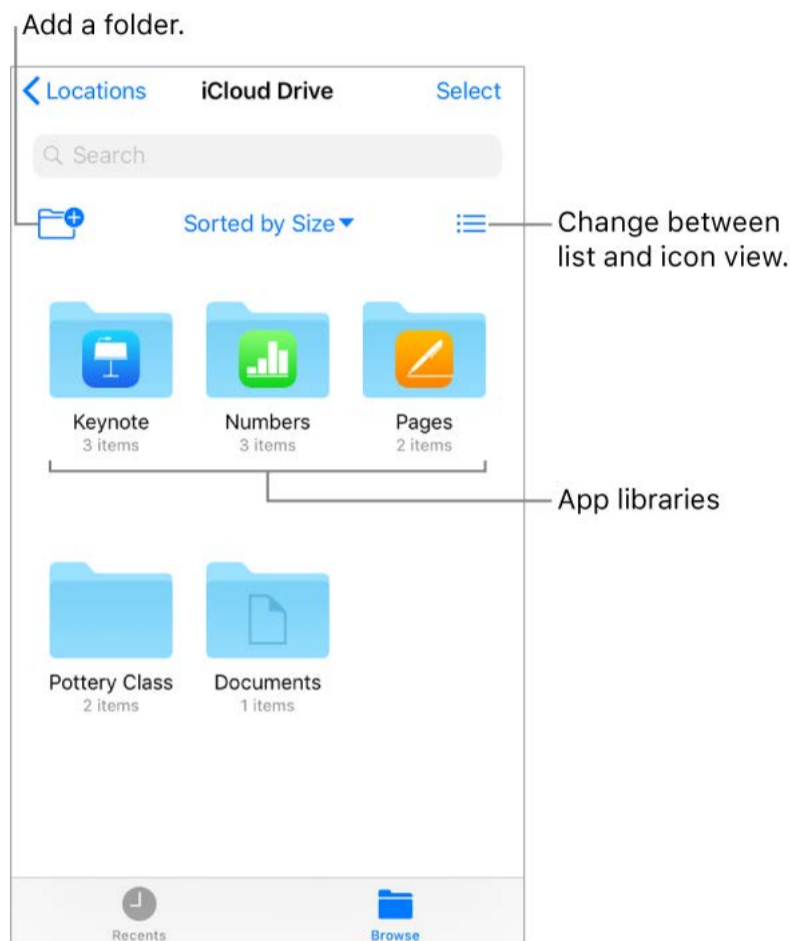 Add a folder.
Locations iCloud Drive Select
Search
Sorted by Size
Change between
list and icon view.
Keynote Numbers Pages
3 items 3 items 2 items
App libraries
Pottery Class Documents
2 items 1 items
Recents Browse